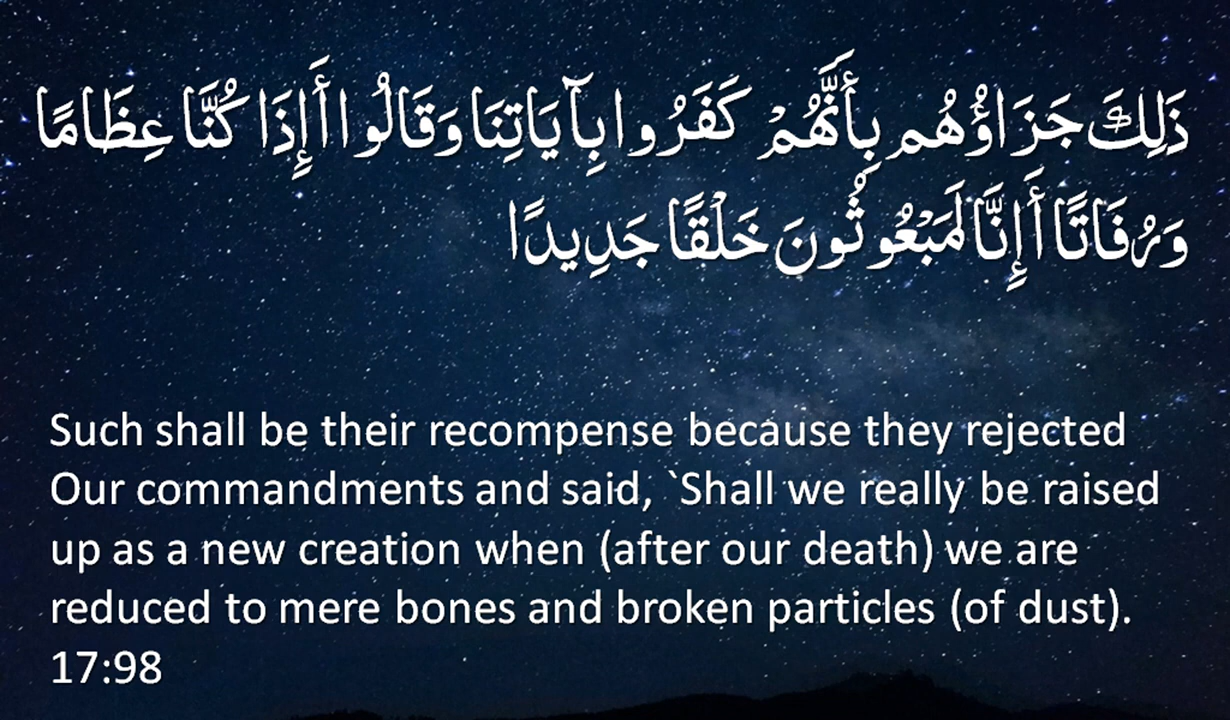 ذَلِكَ جَزَاؤُهُم بِأَنَّهُمْ كَفَرُوا بِآيَاتِنَا وَقَالُوا أَإِذَا كُنَّا عِظَامًا
وَرُفَاتًا أَإِنَّا لَمَبْعُوثُونَ خَلْقًا جَدِيدًا
Such shall be their recompense because they rejected
Our commandments and said, `Shall we really be raised
up as a new creation when (after our death) we are
reduced to mere bones and broken particles (of dust).
17:98